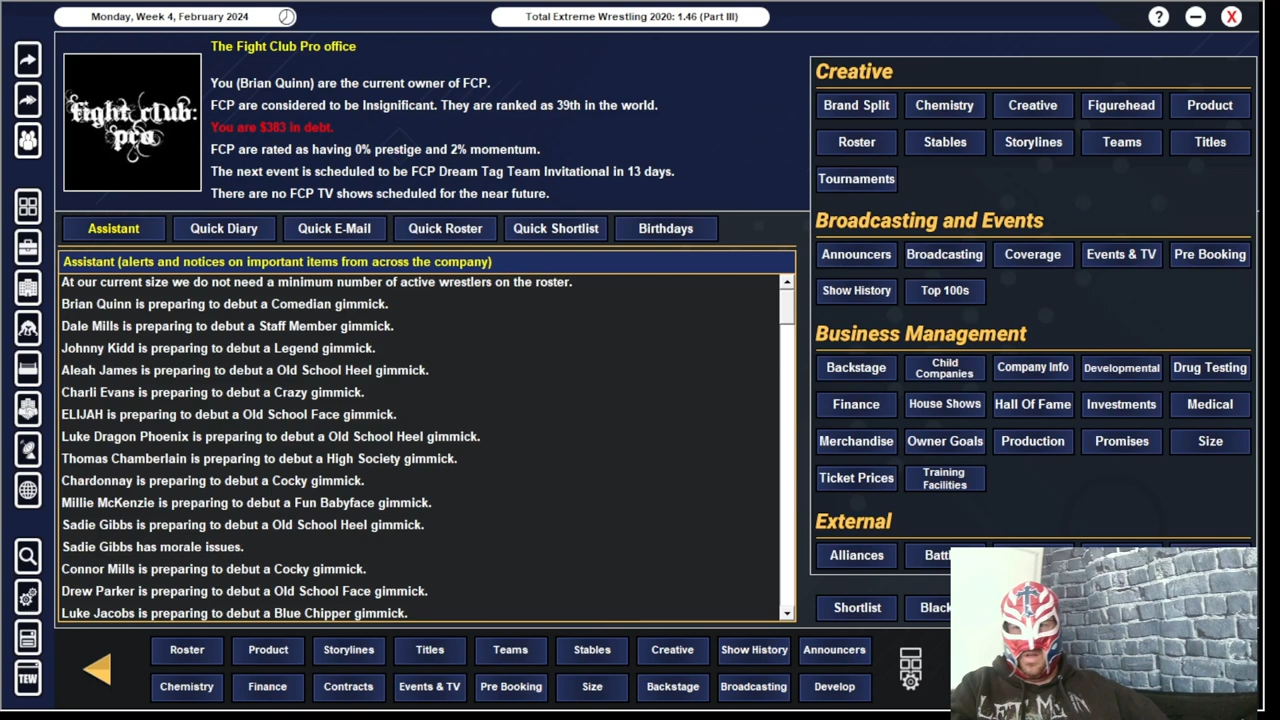 Monday, Week 4, February 2024
Total Extreme Wrestling 2020: 1.46 (Part III)
?
X
The Fight Club Pro office
fight club:
pro
You (Brian Quinn) are the current owner of FCP.
FCP are considered to be Insignificant. They are ranked as 39th in the world.
You are $383 in debt.
FCP are rated as having 0% prestige and 2% momentum.
The next event is scheduled to be FCP Dream Tag Team Invitational in 13 days.
There are no FCP TV shows scheduled for the near future.
Assistant
Quick Diary
Quick E-Mail
Quick Roster
Quick Shortlist
Birthdays
Assistant (alerts and notices on important items from across the company)
At our current size we do not need a minimum number of active wrestlers on the roster.
Brian Quinn is preparing to debut a Comedian gimmick.
Dale Mills is preparing to debut a Staff Member gimmick.
Johnny Kidd is preparing to debut a Legend gimmick.
Aleah James is preparing to debut a Old School Heel gimmick.
Charli Evans is preparing to debut a Crazy gimmick.
ELIJAH is preparing to debut a Old School Face gimmick.
Luke Dragon Phoenix is preparing to debut a Old School Heel gimmick.
Thomas Chamberlain is preparing to debut a High Society gimmick.
Chardonnay is preparing to debut a Cocky gimmick.
Millie McKenzie is preparing to debut a Fun Babyface gimmick.
Sadie Gibbs is preparing to debut a Old School Heel gimmick.
Sadie Gibbs has morale issues.
Connor Mills is preparing to debut a Cocky gimmick.
Drew Parker is preparing to debut a Old School Face gimmick.
Luke Jacobs is preparing to debut a Blue Chipper gimmick.
Creative
Brand Split
Chemistry
Creative
Figurehead
Product
Roster
Stables
Storylines
Teams
Titles
Tournaments
Broadcasting and Events
Announcers
Broadcasting
Coverage
Events & TV
Pre Booking
Show History
Top 100s
Business Management
Backstage
Child
Companies
Company Info
Developmental
Drug Testing
Finance
House Shows
Hall Of Fame
Investments
Medical
Merchandise
Owner Goals
Production
Promises
Size
Ticket Prices
Training
Facilities
External
Alliances
Batt
Shortlist
Black
Roster
Product
Storylines
Titles
Teams
Stables
Creative
Show History
Announcers
Chemistry
Finance
Contracts
Events & TV
Pre Booking
Size
Backstage
Broadcasting
Develop
TEW